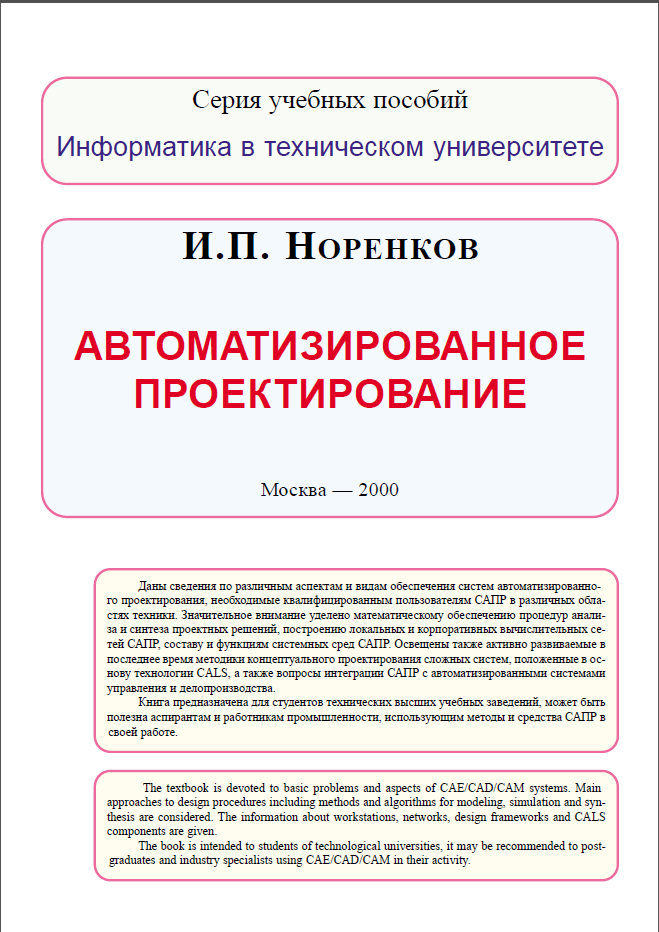 Серия учебных пособий
Информатика в техническом университете
И.П. Норенков
АВТОМАТИЗИРОВАННОЕ
ПРОЕКТИРОВАНИЕ
Москва — 2000
Даны сведения по различным аспектам и видам обеспечения систем автоматизированно-
го проектирования, необходимые квалифицированным пользователям САПР в различных обла-
стях техники. Значительное внимание уделено математическому обеспечению процедур анали-
за и синтеза проектных решений, построению локальных и корпоративных вычислительных се-
тей САПР, составу и функциям системных сред САПР. Освещены также активно развиваемые в
последнее время методики концептуального проектирования сложных систем, положенные в ос-
нову технологии CALS, а также вопросы интеграции САПР с автоматизированными системами
управления и делопроизводства.
Книга предназначена для студентов технических высших учебных заведений, может быть
полезна аспирантам и работникам промышленности, использующим методы и средства САПР в
своей работе.
The textbook is devoted to basic problems and aspects of CAE/CAD/CAM systems. Main
approaches to design procedures including methods and algorithms for modeling, simulation and syn-
thesis are considered. The information about workstations, networks, design frameworks and CALS
components are given.
The book is intended to students of technological universities, it may be recommended to post-
graduates and industry specialists using CAE/CAD/CAM in their activity.